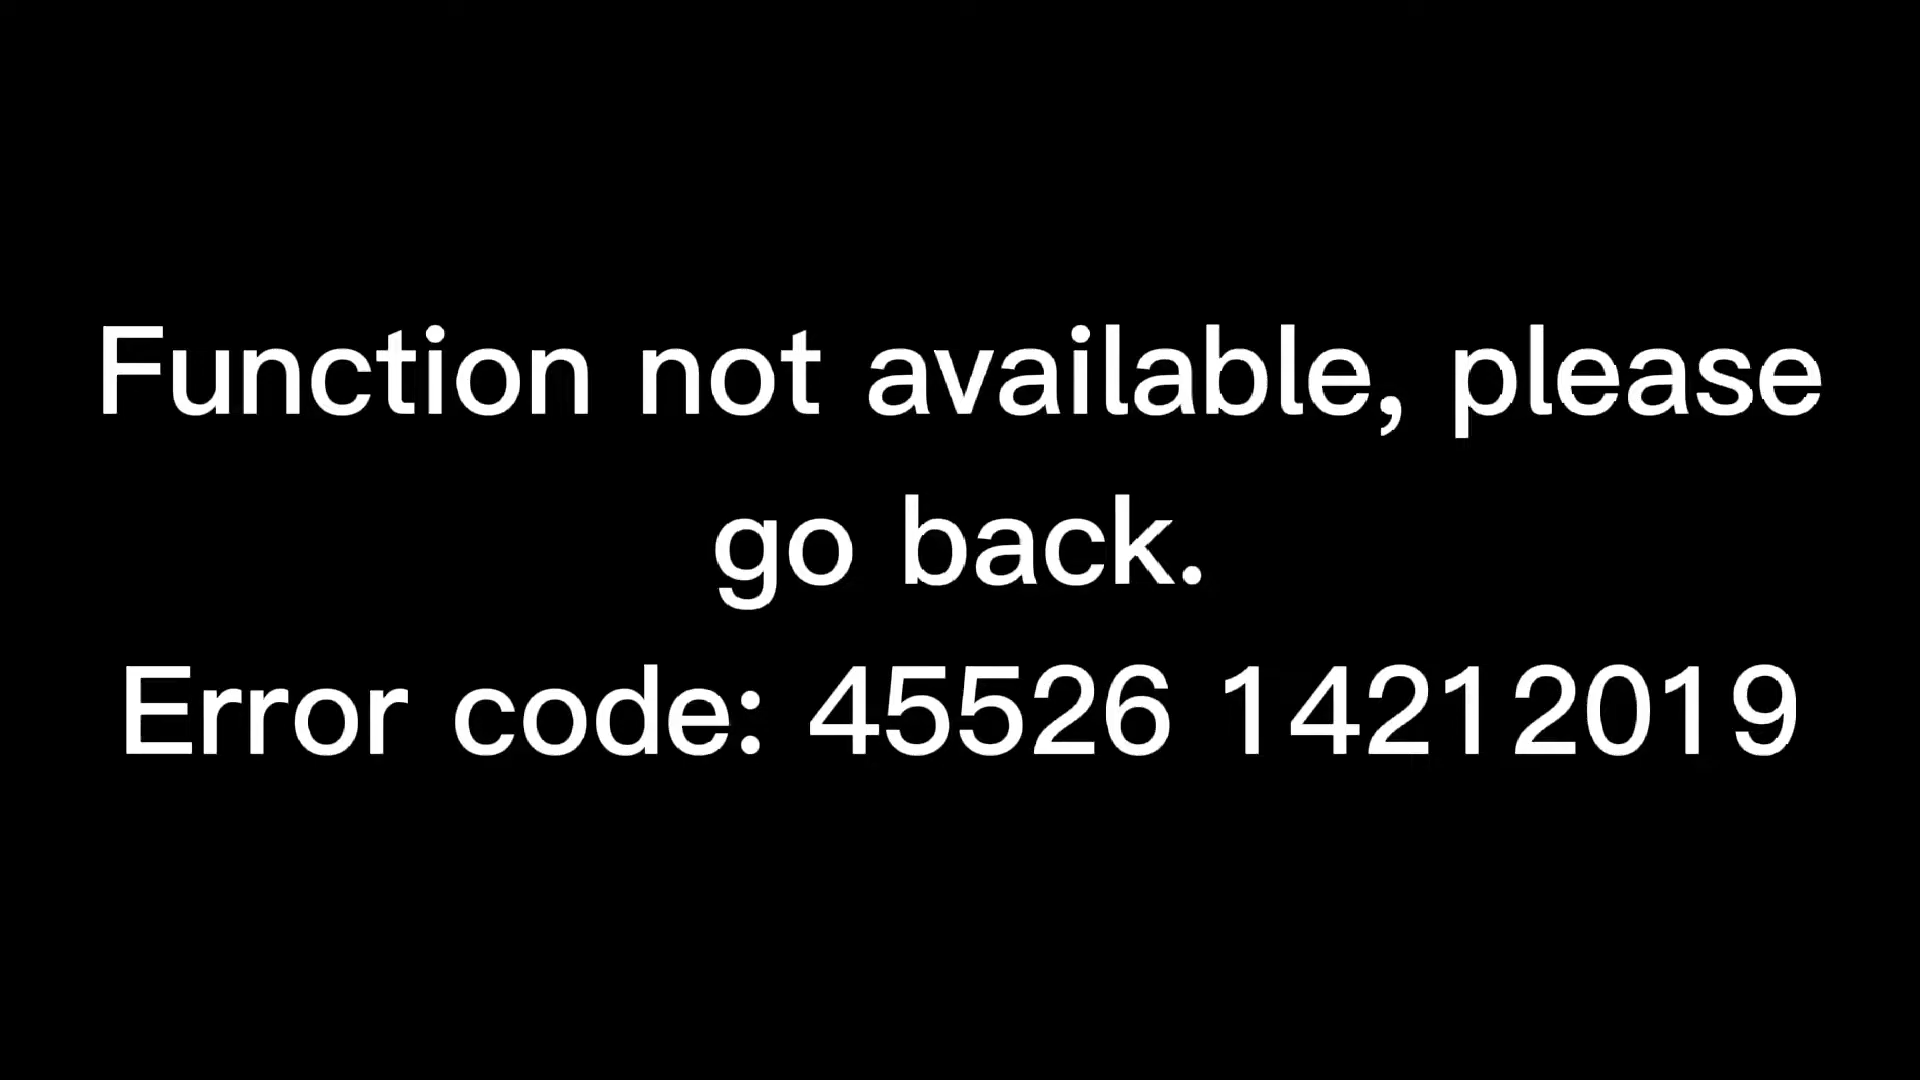 Function not available, please
go back.
Error code: 45526 14212019